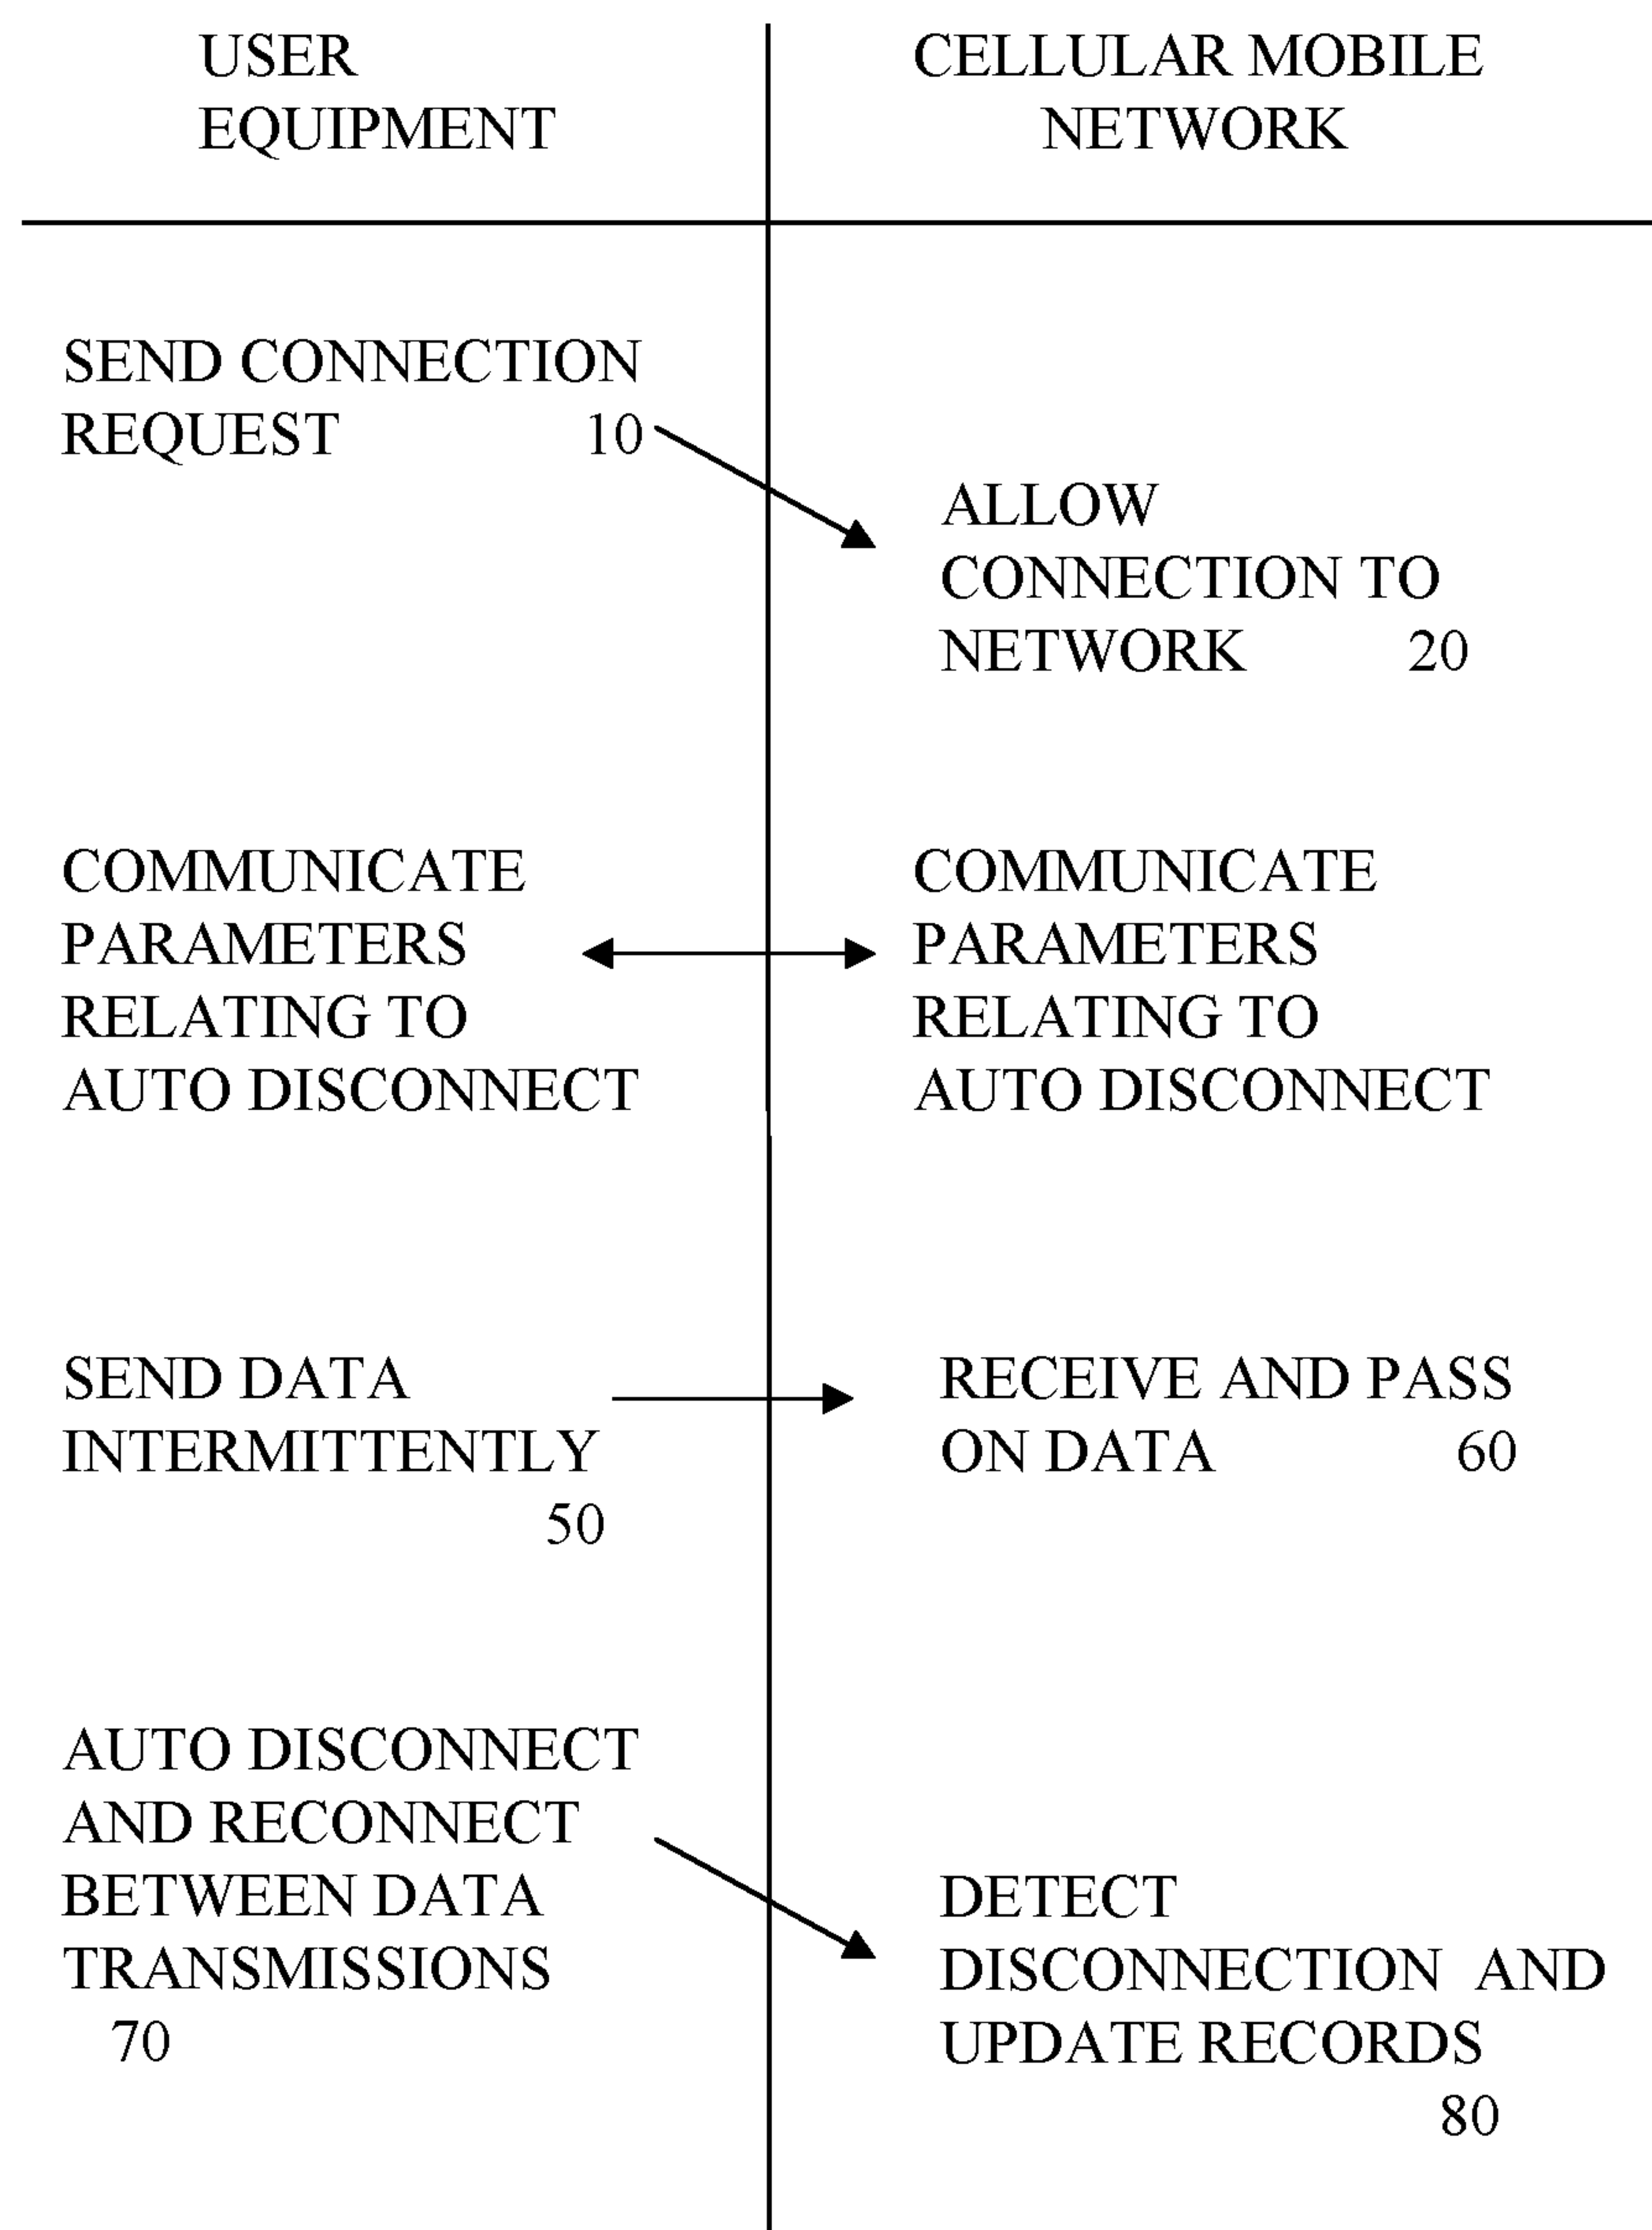 USER
EQUIPMENT
CELLULAR MOBILE
NETWORK
SEND CONNECTION
REQUEST 10
ALLOW
CONNECTION TO
NETWORK 20
COMMUNICATE
PARAMETERS
RELATING TO
AUTO DISCONNECT
COMMUNICATE
PARAMETERS
RELATING TO
AUTO DISCONNECT
SEND DATA
INTERMITTENTLY
50
RECEIVE AND PASS
ON DATA 60
AUTO DISCONNECT
AND RECONNECT
BETWEEN DATA
TRANSMISSIONS
70
DETECT
DISCONNECTION AND
UPDATE RECORDS
80